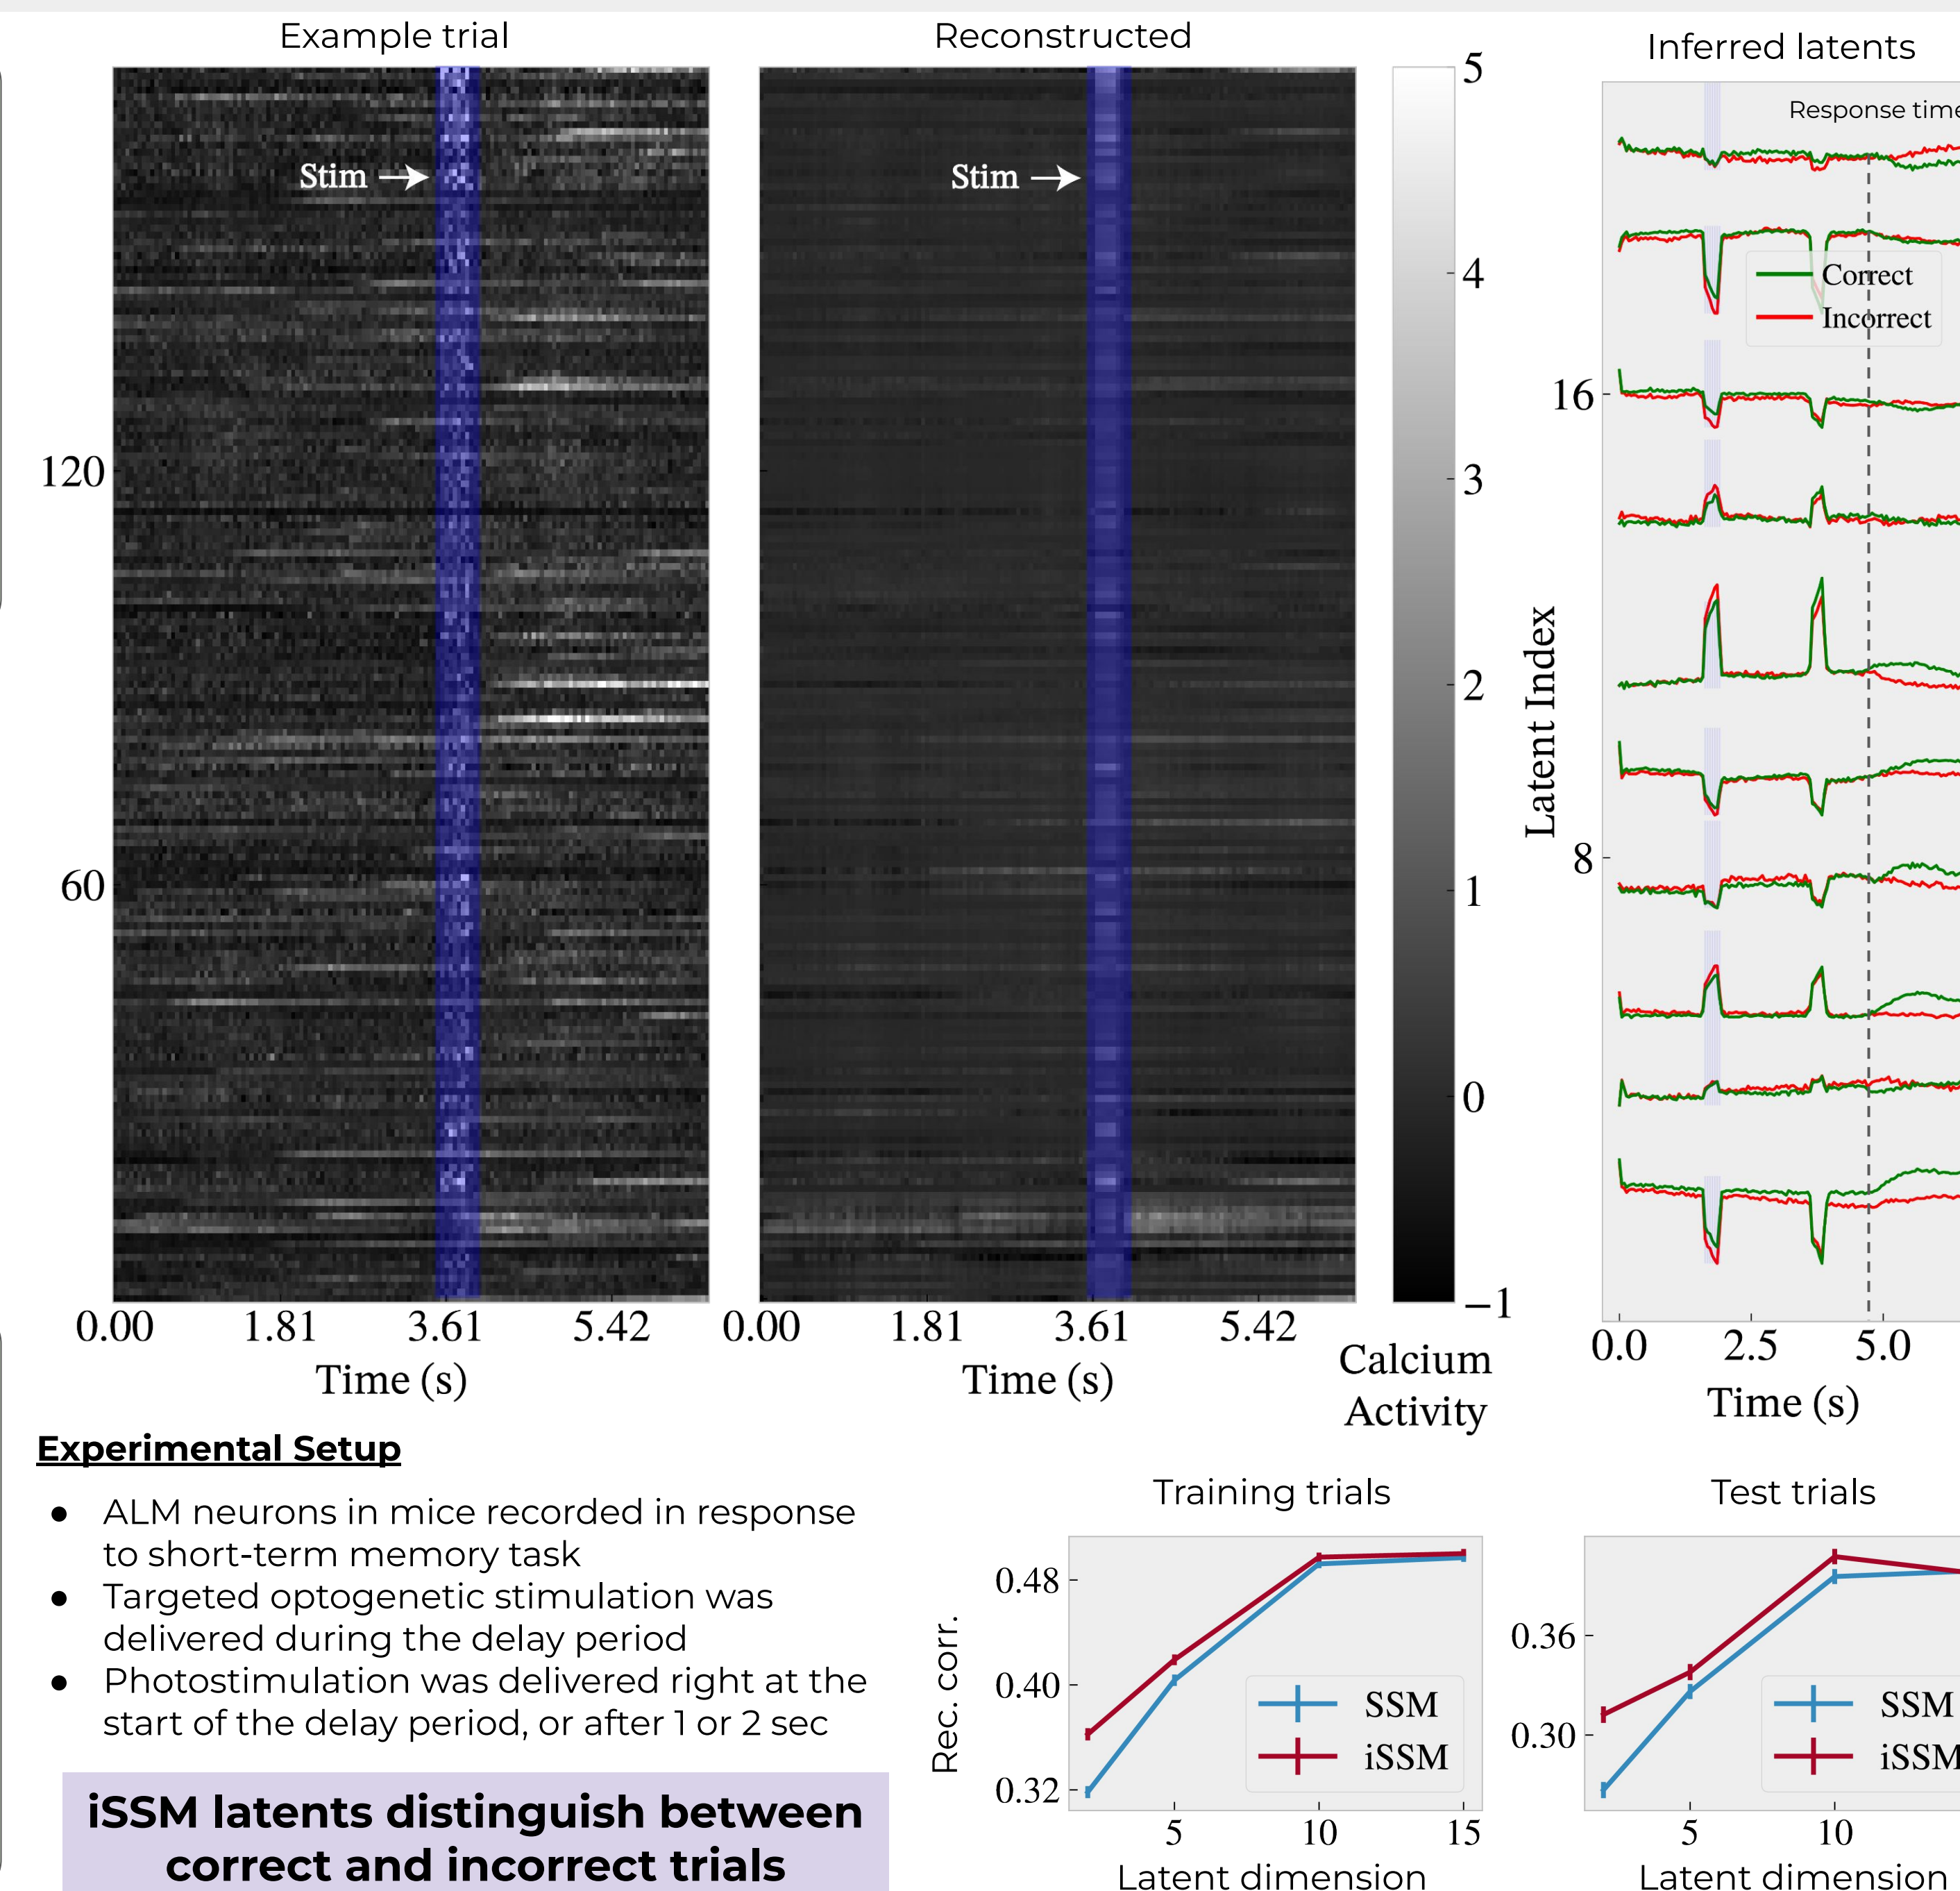 Example trial
Reconstructed
Inferred latents
Stim
Stim
120
60
0.00 1.81 3.61 5.42
Time (s)
0.00 1.81 3.61 5.42
Time (s)
5
4
3
2
1
0
−1
Calcium
Activity
Response time
Correct
Incorrect
16
8
Latent Index
0.0 2.5 5.0
Time (s)
Experimental Setup
● ALM neurons in mice recorded in response
to short-term memory task
● Targeted optogenetic stimulation was
delivered during the delay period
● Photostimulation was delivered right at the
start of the delay period, or after 1 or 2 sec
iSSM latents distinguish between
correct and incorrect trials
Training trials
Rec. corr.
0.48
0.40
0.32
SSM
iSSM
5 10 15
Latent dimension
Test trials
0.36
0.30
SSM
iSSM
5 10
Latent dimension